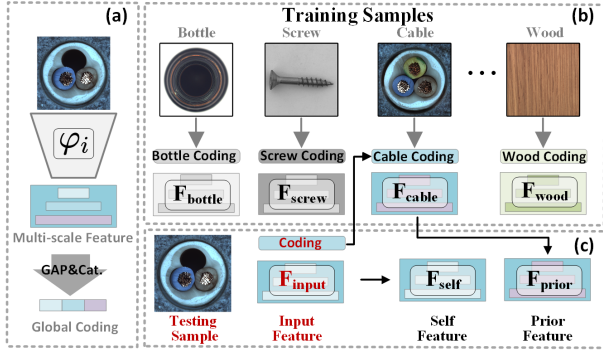 (a)
φi
Multi-scale Feature
GAP&Cat.
Global Coding
Training Samples
(b)
Bottle
Screw
Cable
Wood
...
Bottle Coding
Screw Coding
Cable Coding
Wood Coding
Fbottle
Fscrew
Fcable
Fwood
(c)
Coding
Finput
Fself
Fprior
Testing
Sample
Input
Feature
Self
Feature
Prior
Feature